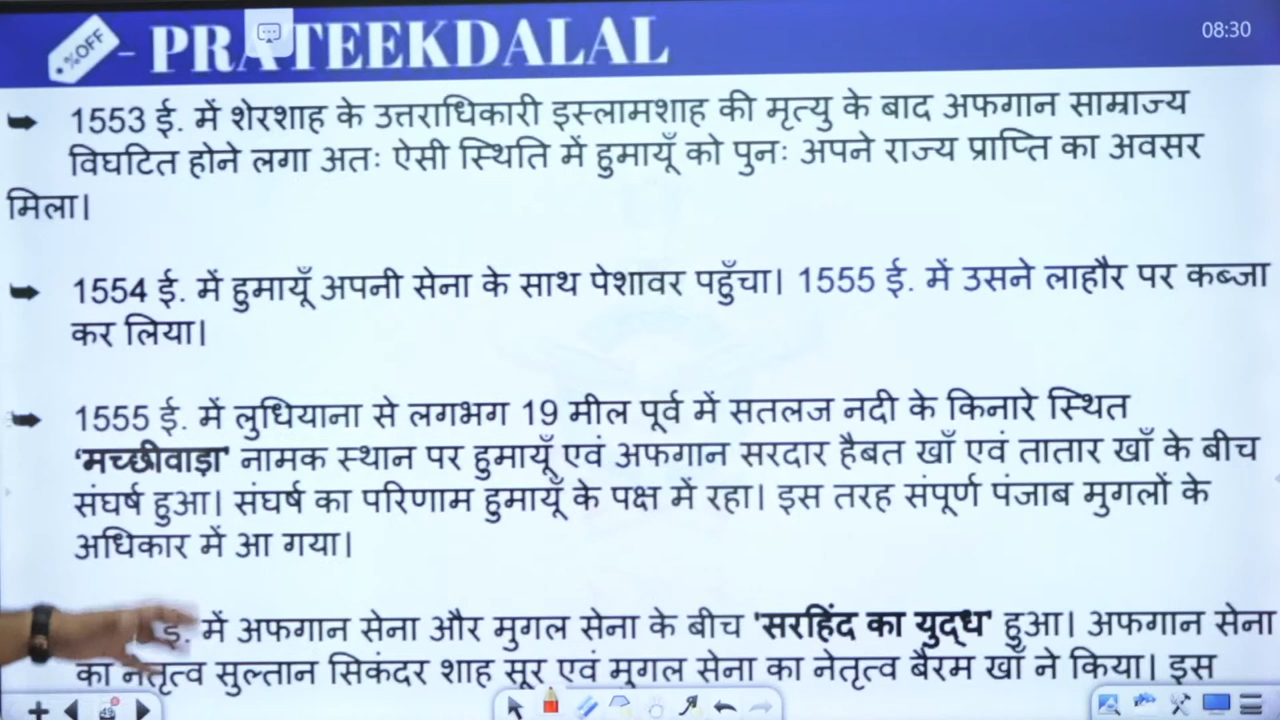 %OFF - PRATEEKDALAL
08:30
1553 ई. में शेरशाह के उत्तराधिकारी इस्लामशाह की मृत्यु के बाद अफगान साम्राज्य
विघटित होने लगा अतः ऐसी स्थिति में हुमायूँ को पुनः अपने राज्य प्राप्ति का अवसर
मिला।
1554 ई. में हुमायूँ अपनी सेना के साथ पेशावर पहुँचा। 1555 ई. में उसने लाहौर पर कब्जा
कर लिया।
1555 ई. में लुधियाना से लगभग 19 मील पूर्व में सतलज नदी के किनारे स्थित
'मच्छीवाड़ा' नामक स्थान पर हुमायूँ एवं अफगान सरदार हैबत खाँ एवं तातार खाँ के बीच
संघर्ष हुआ। संघर्ष का परिणाम हुमायूँ के पक्ष में रहा। इस तरह संपूर्ण पंजाब मुगलों के
अधिकार में आ गया।
ई. में अफगान सेना और मुगल सेना के बीच 'सरहिंद का युद्ध' हुआ। अफगान सेना
का नेतृत्व सुल्तान सिकंदर शाह सूर एवं मुगल सेना का नेतृत्व बैरम खाँ ने किया। इस